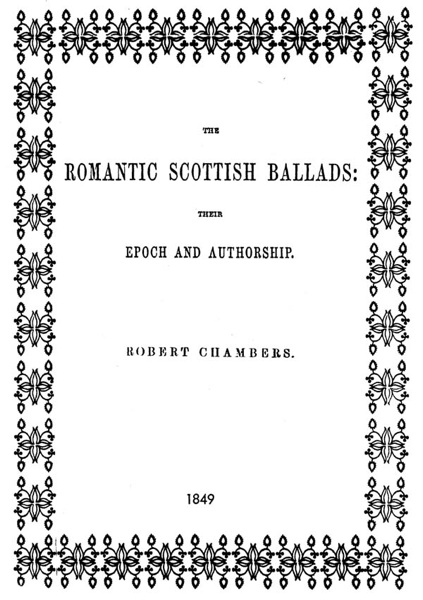 THE
ROMANTIC SCOTTISH BALLADS:
THEIR
EPOCH AND AUTHORSHIP.
ROBERT CHAMBERS.
1849